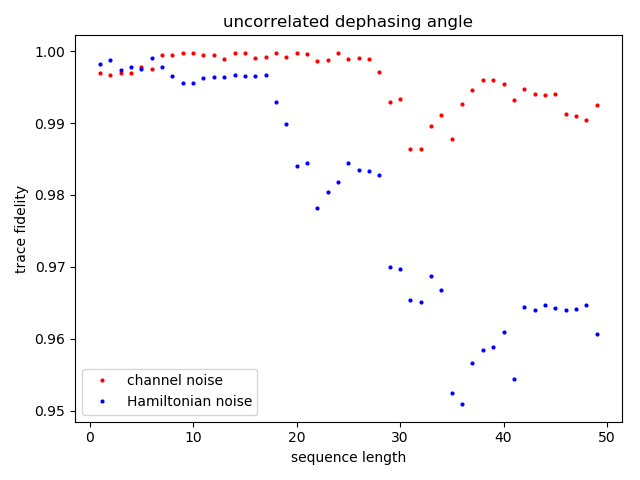 uncorrelated dephasing angle
1.00
0.99
0.98
0.97
0.96
0.95
trace fidelity
channel noise
Hamiltonian noise
0 10 20 30 40 50
sequence length